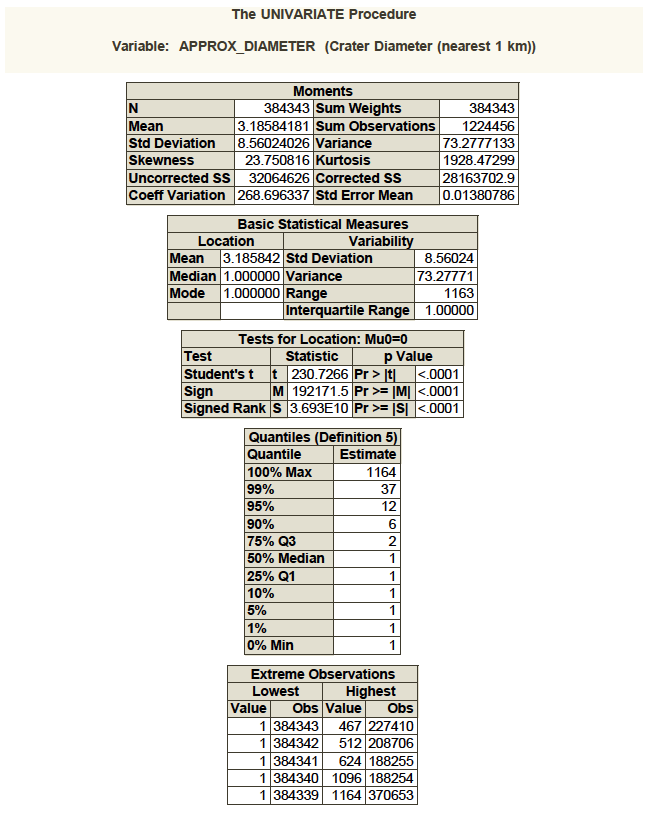 The UNIVARIATE Procedure
Variable: APPROX_DIAMETER (Crater Diameter (nearest 1 km))
Moments
N 384343 Sum Weights 384343
Mean 3.18584181 Sum Observations 1224456
Std Deviation 8.56024026 Variance 73.2777133
Skewness 23.750816 Kurtosis 1928.47299
Uncorrected SS 32064626 Corrected SS 28163702.9
Coeff Variation 268.696337 Std Error Mean 0.01380786
Basic Statistical Measures
Location Variability
Mean 3.185842 Std Deviation 8.56024
Median 1.000000 Variance 73.27771
Mode 1.000000 Range 1163
Interquartile Range 1.00000
Tests for Location: Mu0=0
Test Statistic p Value
Student's t t 230.7266 Pr > |t| <.0001
Sign M 192171.5 Pr >= |M| <.0001
Signed Rank S 3.693E10 Pr >= |S| <.0001
Quantiles (Definition 5)
Quantile Estimate
100% Max 1164
99% 37
95% 12
90% 6
75% Q3 2
50% Median 1
25% Q1 1
10% 1
5% 1
1% 1
0% Min 1
Extreme Observations
Lowest Highest
Value Obs Value Obs
1 384343 467 227410
1 384342 512 208706
1 384341 624 188255
1 384340 1096 188254
1 384339 1164 370653